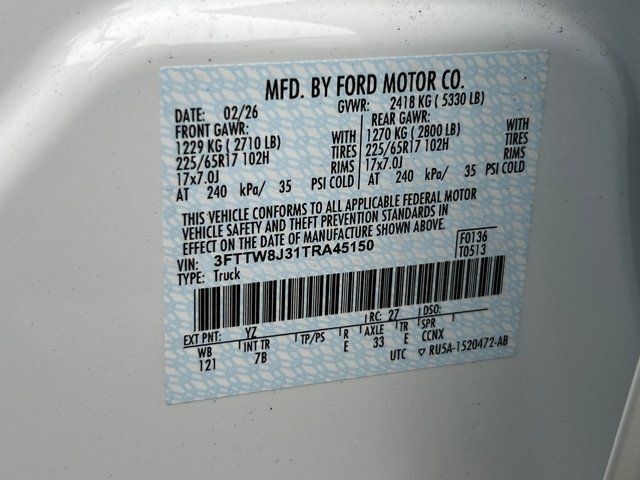 MFD. BY FORD MOTOR CO.
DATE: 02/26 GVWR: 2418 KG ( 5330 LB)
FRONT GAWR: REAR GAWR:
1229 KG ( 2710 LB) WITH 1270 KG ( 2800 LB) WITH
225/65R17 102H TIRES 225/65R17 102H TIRES
17x7.0J RIMS 17x7.0J RIMS
AT 240 kPa/ 35 PSI COLD AT 240 kPa/ 35 PSI COLD
THIS VEHICLE CONFORMS TO ALL APPLICABLE FEDERAL MOTOR
VEHICLE SAFETY AND THEFT PREVENTION STANDARDS IN
EFFECT ON THE DATE OF MANUFACTURE SHOWN ABOVE.
VIN: 3FTTW8J31TRA45150 F0136
TYPE: Truck T0513
EXT PNT: YZ RC: 27 DSO:
WB INT TR TP/PS R AXLE TR SPR
121 7B E 33 E CCNX
UTC ▽ RU5A-1520472-AB